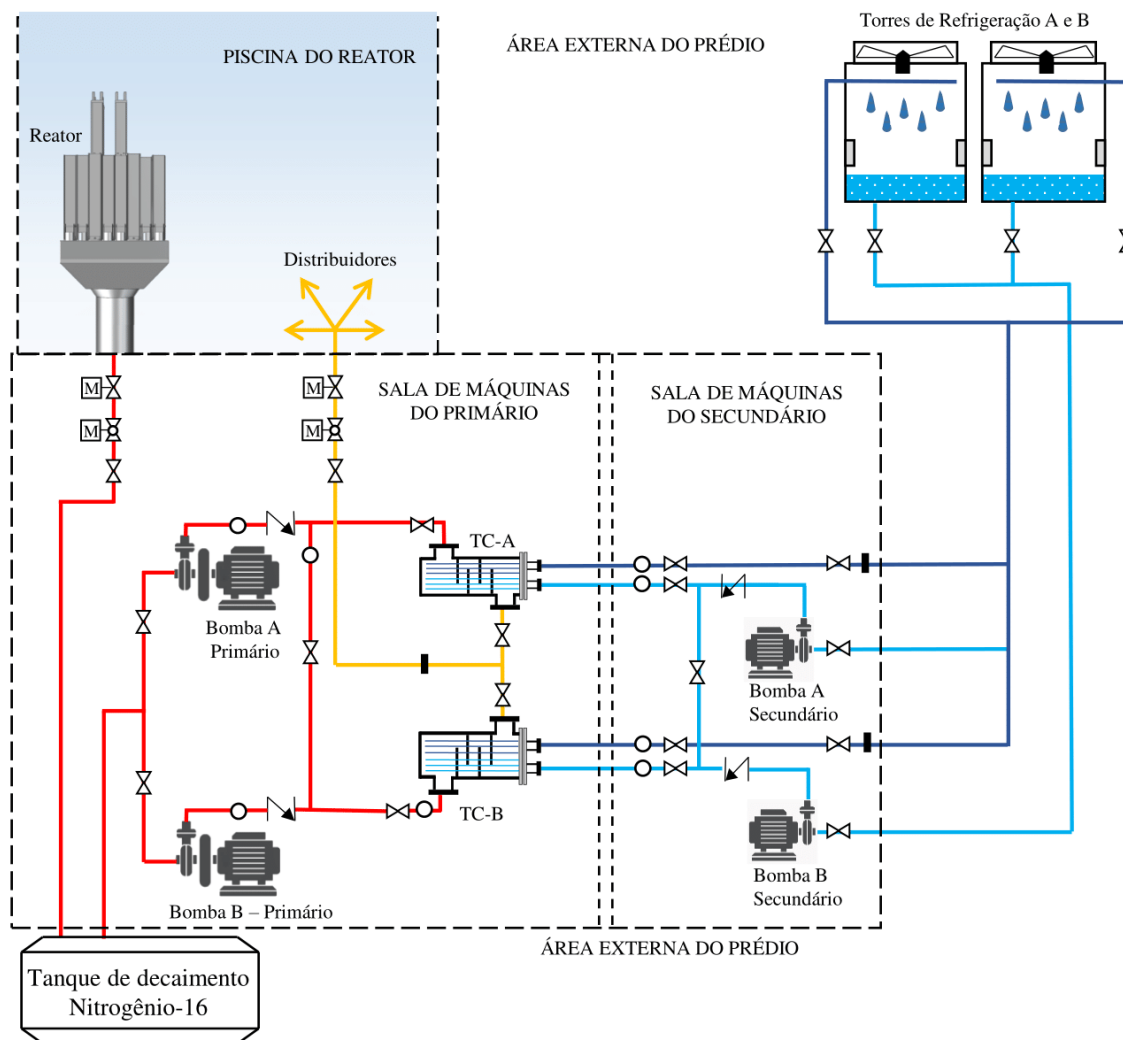 Torres de Refrigeração A e B
ÁREA EXTERNA DO PRÉDIO
PISCINA DO REATOR
Reator
Distribuidores
M
M
M
M
SALA DE MÁQUINAS
DO PRIMÁRIO
SALA DE MÁQUINAS
DO SECUNDÁRIO
TC-A
Bomba A
Primário
Bomba A
Secundário
TC-B
Bomba B – Primário
Bomba B
Secundário
ÁREA EXTERNA DO PRÉDIO
Tanque de decaimento
Nitrogênio-16